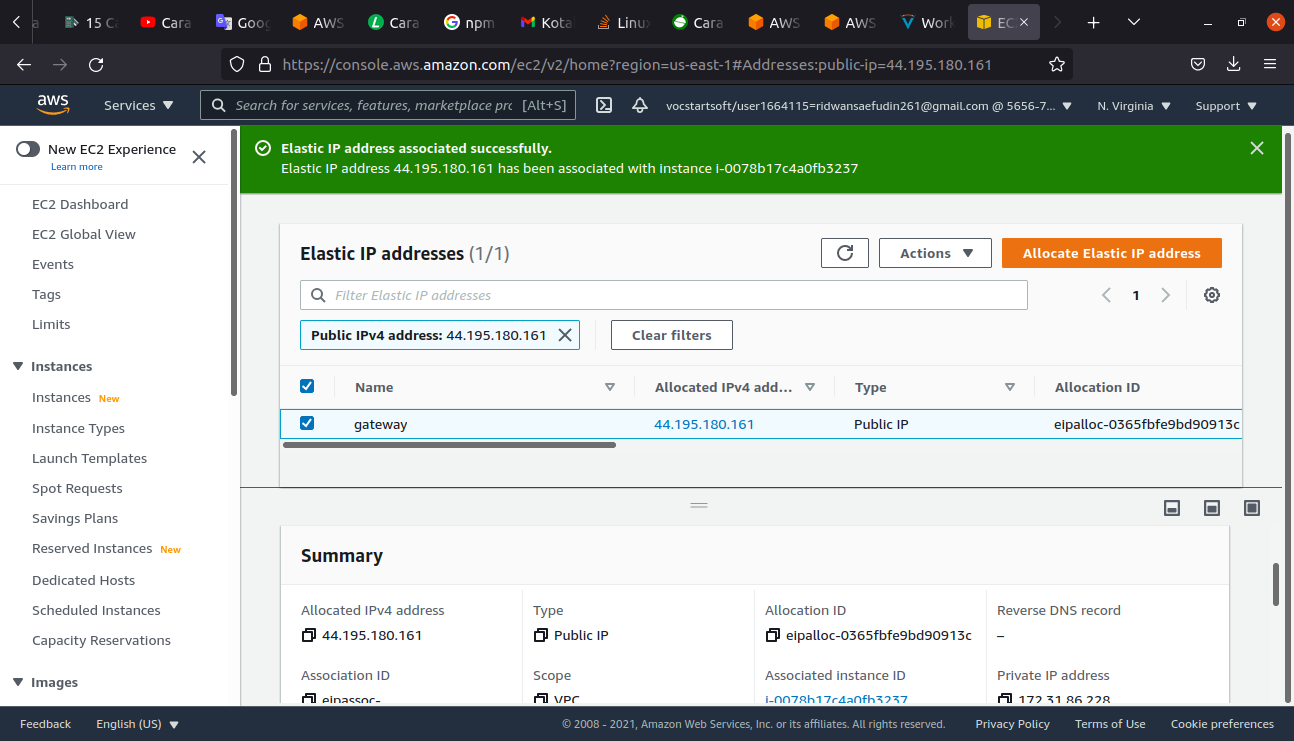 15 C
Cara
Goog
AWS
Cara
npm
Kota
Linux
Cara
AWS
AWS
Work
EC
https://console.aws.amazon.com/ec2/v2/home?region=us-east-1#Addresses:public-ip=44.195.180.161
aws
Services
Search for services, features, marketplace prc
[Alt+S]
vocstartsoft/user1664115=ridwansaefudin261@gmail.com @ 5656-7...
N. Virginia
Support
New EC2 Experience
Learn more
EC2 Dashboard
EC2 Global View
Events
Tags
Limits
Instances
Instances New
Instance Types
Launch Templates
Spot Requests
Savings Plans
Reserved Instances New
Dedicated Hosts
Scheduled Instances
Capacity Reservations
Images
Elastic IP address associated successfully.
Elastic IP address 44.195.180.161 has been associated with instance i-0078b17c4a0fb3237
Elastic IP addresses (1/1)
Actions
Allocate Elastic IP address
Filter Elastic IP addresses
1
Public IPv4 address: 44.195.180.161
Clear filters
Name
Allocated IPv4 add...
Type
Allocation ID
gateway
44.195.180.161
Public IP
eipalloc-0365fbfe9bd90913c
Summary
Allocated IPv4 address
44.195.180.161
Type
Public IP
Allocation ID
eipalloc-0365fbfe9bd90913c
Reverse DNS record
–
Association ID
eipassoc-
Scope
VPC
Associated instance ID
i-0078b17c4a0fb3237
Private IP address
172.31.86.228
Feedback
English (US)
© 2008 - 2021, Amazon Web Services, Inc. or its affiliates. All rights reserved.
Privacy Policy
Terms of Use
Cookie preferences